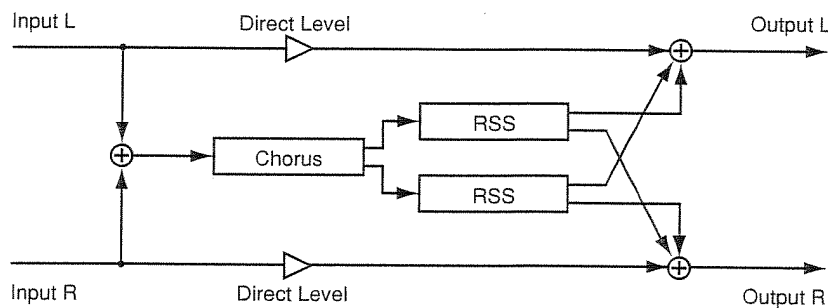 Input L
Direct Level
Output L
RSS
Chorus
RSS
Input R
Direct Level
Output R